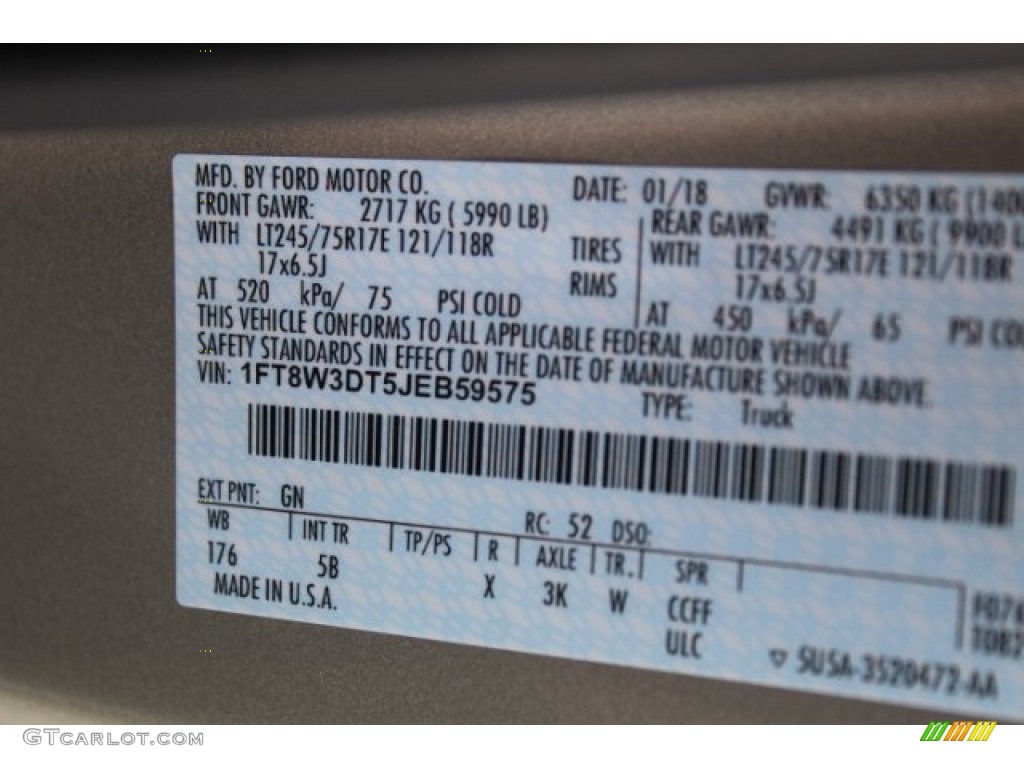 MFD. BY FORD MOTOR CO. DATE: 01/18 GVWR: 6350 KG (140
FRONT GAWR: 2717 KG ( 5990 LB) REAR GAWR: 4491 KG ( 9900 L
WITH LT245/75R17E 121/118R TIRES WITH LT245/75R17E 121/118R
17x6.5J RIMS 17x6.5J
AT 520 kPa/ 75 PSI COLD AT 450 kPa/ 65 PSI CO
THIS VEHICLE CONFORMS TO ALL APPLICABLE FEDERAL MOTOR VEHICLE
SAFETY STANDARDS IN EFFECT ON THE DATE OF MANUFACTURE SHOWN ABOVE.
VIN: 1FT8W3DT5JEB59575 TYPE: Truck
EXT PNT: GN RC: 52 DSO:
WB INT TR TP/PS R AXLE TR. SPR
176 5B X 3K W CCFF
MADE IN U.S.A. ULC
▽ 5U5A-3520472-AA
GTCARLOT.COM